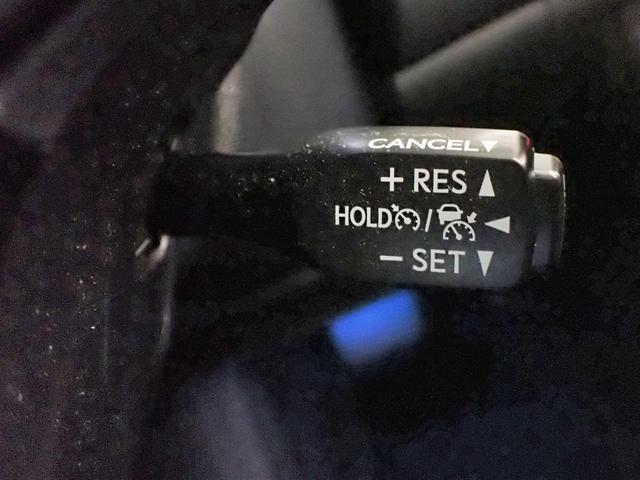 CANCEL▼
+ RES ▲
HOLD / ◀
− SET ▼